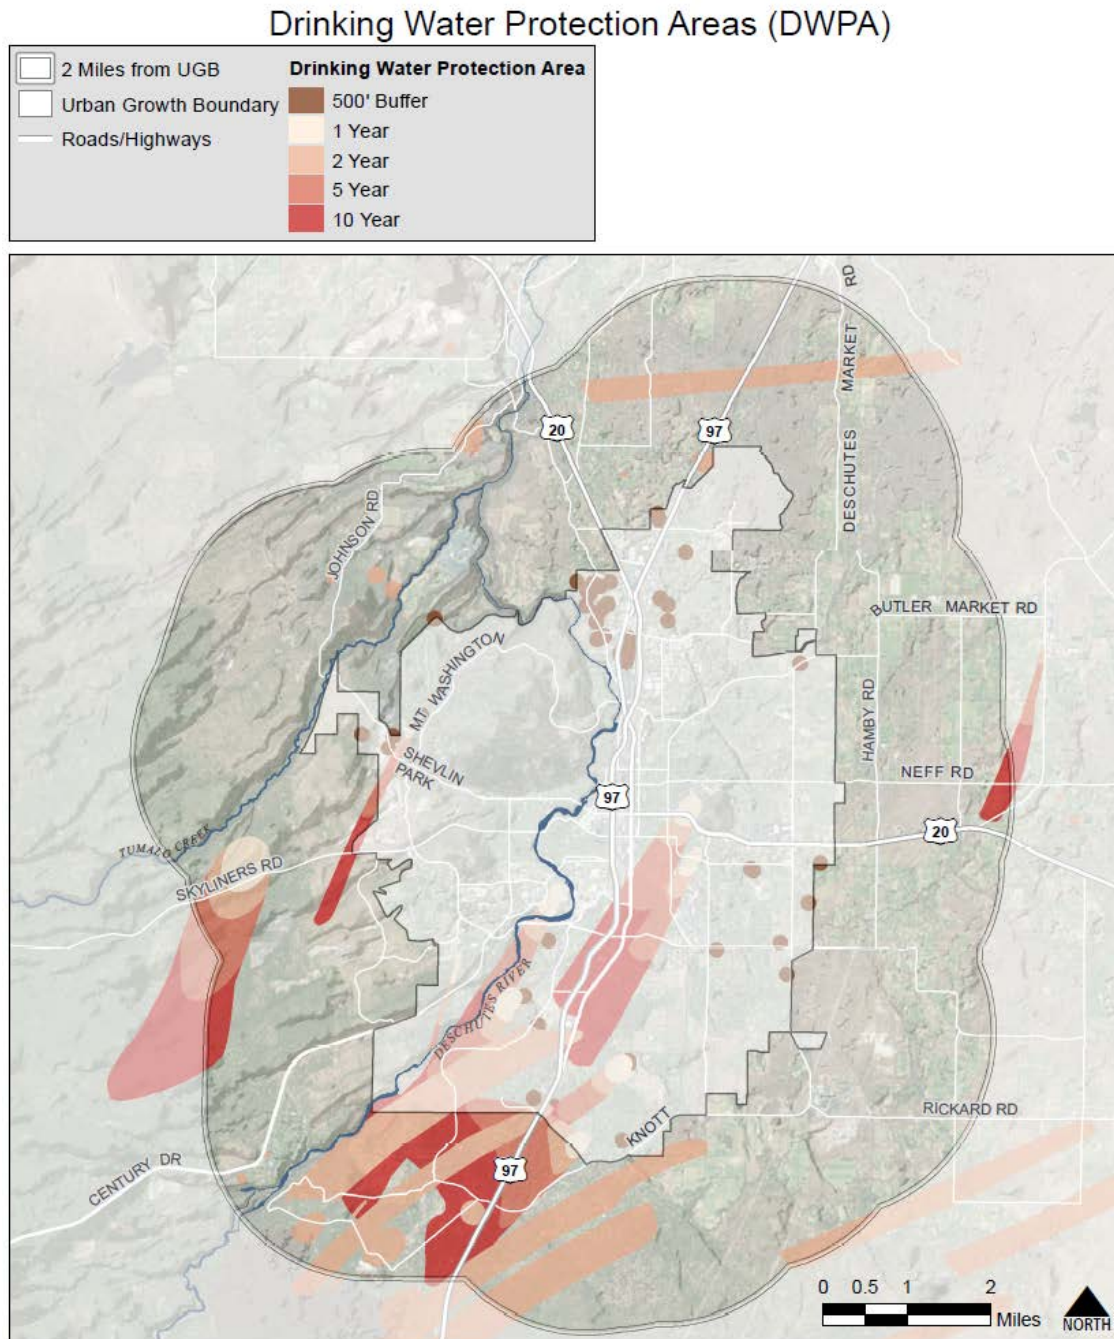 Drinking Water Protection Areas (DWPA)
2 Miles from UGB
Urban Growth Boundary
Roads/Highways
Drinking Water Protection Area
500' Buffer
1 Year
2 Year
5 Year
10 Year
DESCHUTES MARKET RD
20
97
JOHNSON RD
BUTLER MARKET RD
MT. WASHINGTON
HAMBY RD
SHEVLIN
PARK
NEFF RD
97
20
TUMALO CREEK
SKYLINERS RD
DESCHUTES RIVER
RICKARD RD
KNOTT
97
CENTURY DR
0 0.5 1 2
Miles
NORTH